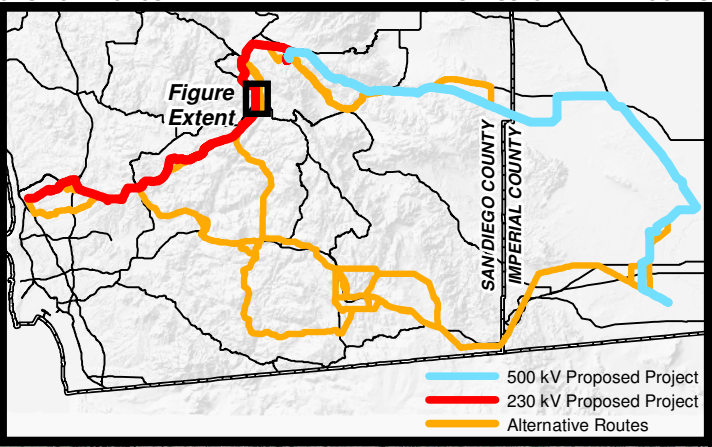 Figure
Extent
SAN DIEGO COUNTY
IMPERIAL COUNTY
500 kV Proposed Project
230 kV Proposed Project
Alternative Routes